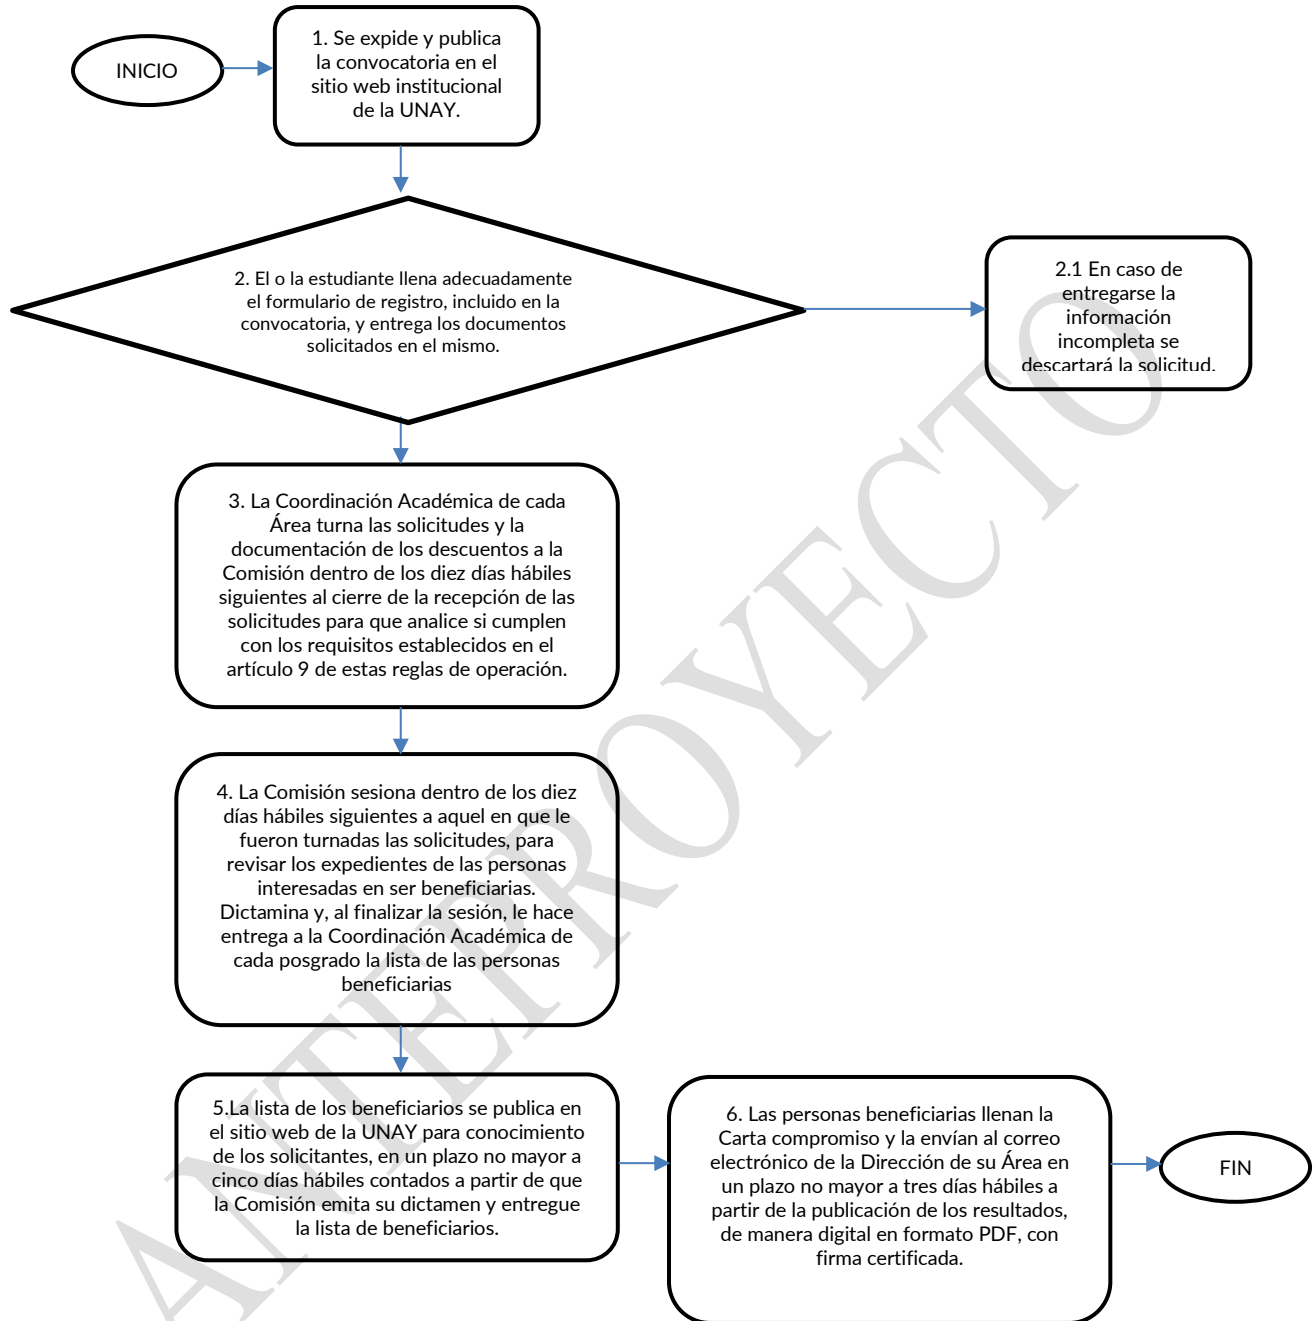 INICIO
1. Se expide y publica
la convocatoria en el
sitio web institucional
de la UNAY.
2. El o la estudiante llena adecuadamente
el formulario de registro, incluido en la
convocatoria, y entrega los documentos
solicitados en el mismo.
2.1 En caso de
entregarse la
información
incompleta se
descartará la solicitud.
3. La Coordinación Académica de cada
Área turna las solicitudes y la
documentación de los descuentos a la
Comisión dentro de los diez días hábiles
siguientes al cierre de la recepción de las
solicitudes para que analice si cumplen
con los requisitos establecidos en el
artículo 9 de estas reglas de operación.
4. La Comisión sesiona dentro de los diez
días hábiles siguientes a aquel en que le
fueron turnadas las solicitudes, para
revisar los expedientes de las personas
interesadas en ser beneficiarias.
Dictamina y, al finalizar la sesión, le hace
entrega a la Coordinación Académica de
cada posgrado la lista de las personas
beneficiarias
5.La lista de los beneficiarios se publica en
el sitio web de la UNAY para conocimiento
de los solicitantes, en un plazo no mayor a
cinco días hábiles contados a partir de que
la Comisión emita su dictamen y entregue
la lista de beneficiarios.
6. Las personas beneficiarias llenan la
Carta compromiso y la envían al correo
electrónico de la Dirección de su Área en
un plazo no mayor a tres días hábiles a
partir de la publicación de los resultados,
de manera digital en formato PDF, con
firma certificada.
FIN
ANTEPROYECTO